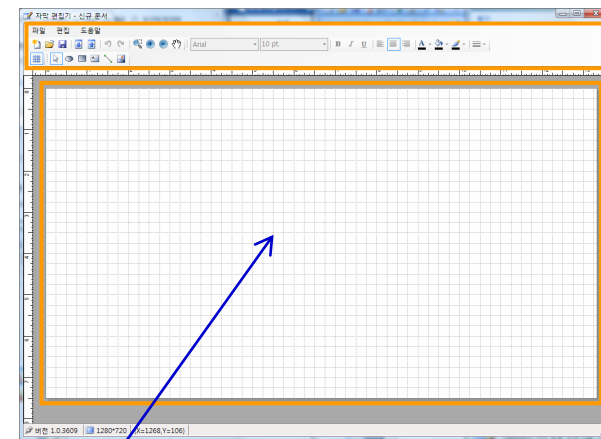 자막 편집기 - 신규 문서
파일 편집 도움말
Arial 10 pt B I U A
버전 1.0.3609 1280*720 (X=1268,Y=106)